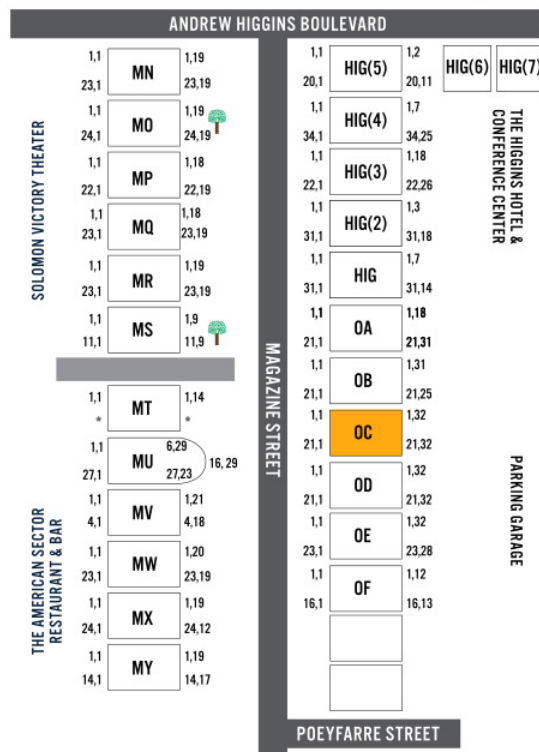 ANDREW HIGGINS BOULEVARD
SOLOMON VICTORY THEATER
1,1 MN 1,19
23,1 23,19
1,1 MO 1,19
24,1 24,19
1,1 MP 1,18
22,1 22,19
1,1 MQ 1,18
23,1 23,19
1,1 MR 1,19
23,1 23,19
1,1 MS 1,9
11,1 11,9
THE AMERICAN SECTOR
RESTAURANT & BAR
1,1 MT 1,14
* *
1,1 MU 6,29
16,29
27,1 27,23
1,1 MV 1,21
4,1 4,18
1,1 MW 1,20
23,1 23,19
1,1 MX 1,19
24,1 24,12
1,1 MY 1,19
14,1 14,17
MAGAZINE STREET
1,1 HIG(5) 1,2
20,1 20,11
HIG(6) HIG(7)
1,1 HIG(4) 1,7
34,1 34,25
1,1 HIG(3) 1,18
22,1 22,26
1,1 HIG(2) 1,3
31,1 31,18
1,1 HIG 1,7
31,1 31,14
1,1 OA 1,18
21,1 21,31
1,1 OB 1,31
21,1 21,25
1,1 OC 1,32
21,1 21,32
1,1 OD 1,32
21,1 21,32
1,1 OE 1,32
23,1 23,28
1,1 OF 1,12
16,1 16,13
THE HIGGINS HOTEL &
CONFERENCE CENTER
PARKING GARAGE
POEYFARRE STREET